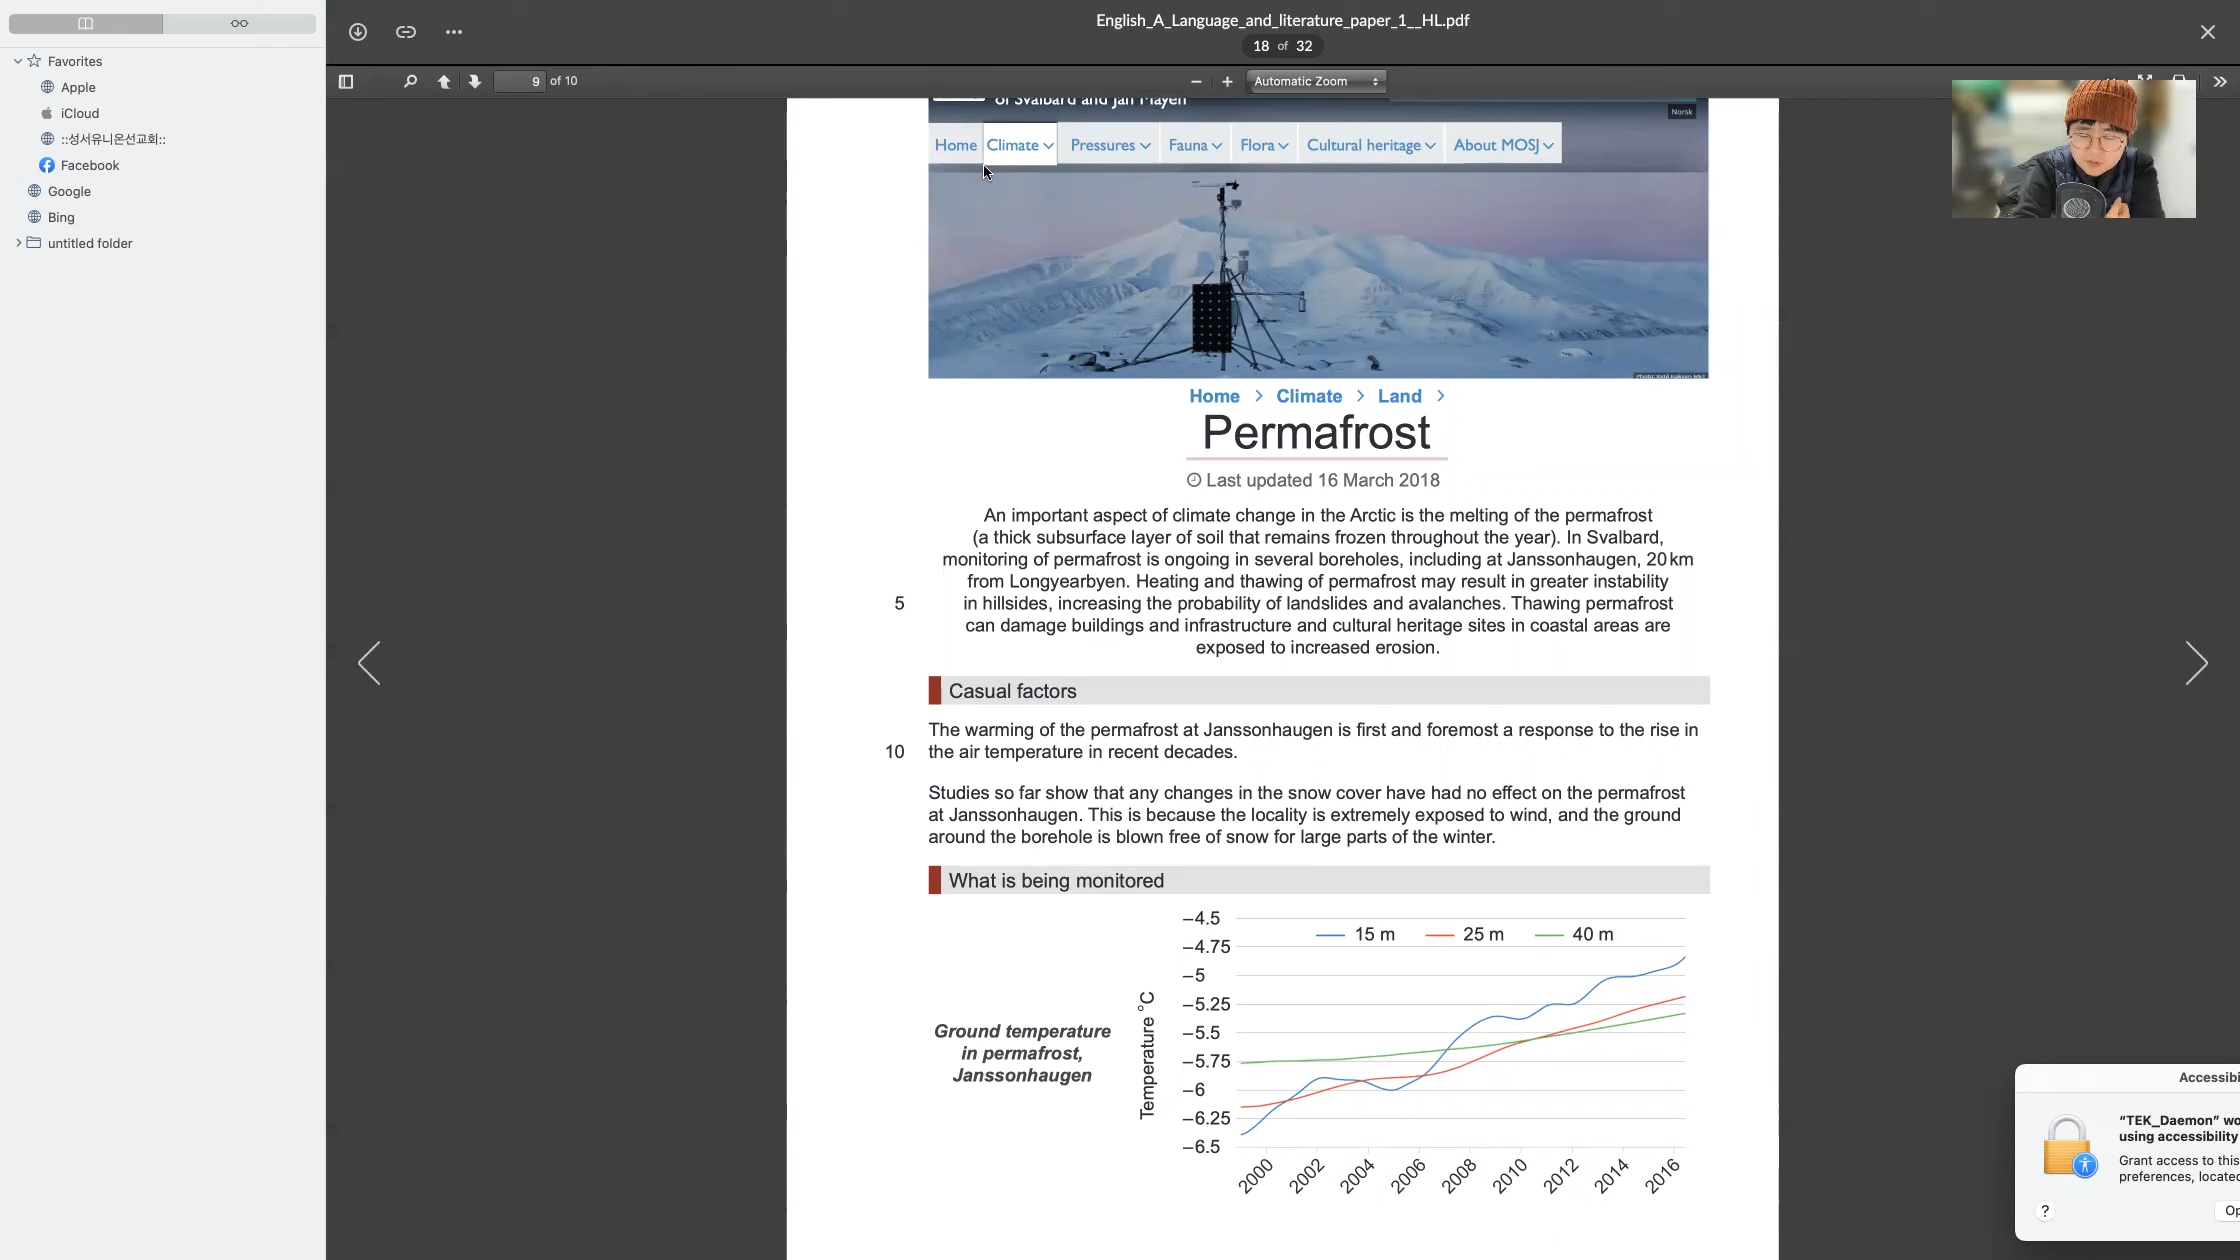 English_A_Language_and_literature_paper_1__HL.pdf
18 of 32
Favorites
Apple
iCloud
::성서유니온선교회::
Facebook
Google
Bing
untitled folder
9 of 10
Automatic Zoom
of Svalbard and Jan Mayen
Norsk
Home Climate Pressures Fauna Flora Cultural heritage About MOSJ
Home > Climate > Land >
Permafrost
Last updated 16 March 2018
An important aspect of climate change in the Arctic is the melting of the permafrost
(a thick subsurface layer of soil that remains frozen throughout the year). In Svalbard,
monitoring of permafrost is ongoing in several boreholes, including at Janssonhaugen, 20 km
from Longyearbyen. Heating and thawing of permafrost may result in greater instability
5 in hillsides, increasing the probability of landslides and avalanches. Thawing permafrost
can damage buildings and infrastructure and cultural heritage sites in coastal areas are
exposed to increased erosion.
Casual factors
The warming of the permafrost at Janssonhaugen is first and foremost a response to the rise in
10 the air temperature in recent decades.
Studies so far show that any changes in the snow cover have had no effect on the permafrost
at Janssonhaugen. This is because the locality is extremely exposed to wind, and the ground
around the borehole is blown free of snow for large parts of the winter.
What is being monitored
15 m 25 m 40 m
−4.5
−4.75
−5
−5.25
−5.5
−5.75
−6
−6.25
−6.5
Temperature °C
Ground temperature
in permafrost,
Janssonhaugen
2000 2002 2004 2006 2008 2010 2012 2014 2016
Accessibi
“TEK_Daemon” wo
using accessibility
Grant access to this
preferences, located
?
Op